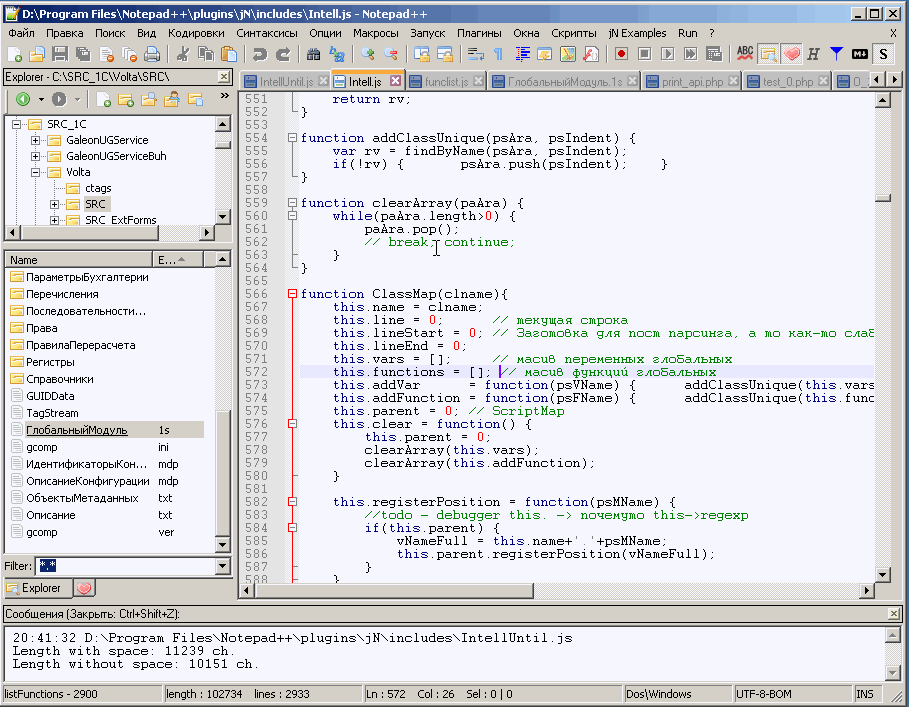 D:\Program Files\Notepad++\plugins\jN\includes\Intell.js - Notepad++
Файл Правка Поиск Вид Кодировки Синтаксисы Опции Макросы Запуск Плагины Окна Скрипты jN Examples Run ? X
Explorer - C:\SRC_1C\Volta\SRC\
IntellUntil.js Intell.js functlist.js ГлобальныйМодуль.1s print_api.php test_0.php
SRC_1C
GaleonUGService
GaleonUGServiceBuh
Volta
ctags
SRC
SRC_ExtForms
Name E...
ПараметрыБухгалтерии
Перечисления
Последовательности...
Права
ПравилаПерерасчета
Регистры
Справочники
GUIDData
TagStream
ГлобальныйМодуль 1s
gcomp ini
ИдентификаторыКон... mdp
ОписаниеКонфигурации mdp
ОбъектыМетаданных txt
Описание txt
gcomp ver
Filter: *.*
Explorer
551 return rv;
552 }
553
554 function addClassUnique(psAra, psIndent) {
555 var rv = findByName(psAra, psIndent);
556 if(!rv) { psAra.push(psIndent); }
557 }
558
559 function clearArray(paAra) {
560 while(paAra.length>0) {
561 paAra.pop();
562 // break continue;
563 }
564 }
565
566 function ClassMap(clname){
567 this.name = clname;
568 this.line = 0; // текущая строка
569 this.lineStart = 0; // Заготовка для пост парсинга, а то как-то слаб
570 this.lineEnd = 0;
571 this.vars = []; // масив переменных глобальных
572 this.functions = []; // масив функций глобальных
573 this.addVar = function(psVName) { addClassUnique(this.vars
574 this.addFunction = function(psFName) { addClassUnique(this.func
575 this.parent = 0; // ScriptMap
576 this.clear = function() {
577 this.parent = 0;
578 clearArray(this.vars);
579 clearArray(this.addFunction);
580 }
581
582 this.registerPosition = function(psMName) {
583 //todo - debugger this. -> почемуто this->regexp
584 if(this.parent) {
585 vNameFull = this.name+'.'+psMName;
586 this.parent.registerPosition(vNameFull);
587 }
588 }
Сообщения (Закрыть: Ctrl+Shift+Z):
20:41:32 D:\Program Files\Notepad++\plugins\jN\includes\IntellUntil.js
Length with space: 11239 ch.
Length without space: 10151 ch.
listFunctions - 2900 length : 102734 lines : 2933 Ln : 572 Col : 26 Sel : 0 | 0 Dos\Windows UTF-8-BOM INS